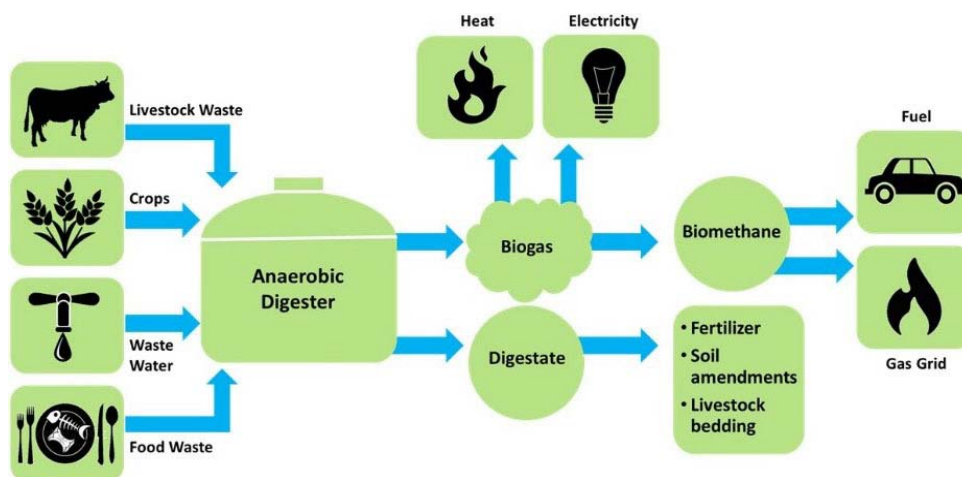 Heat
Electricity
Livestock Waste
Fuel
Crops
Biogas
Biomethane
Anaerobic
Digester
Waste
Water
Digestate
• Fertilizer
• Soil
amendments
• Livestock
bedding
Gas Grid
Food Waste